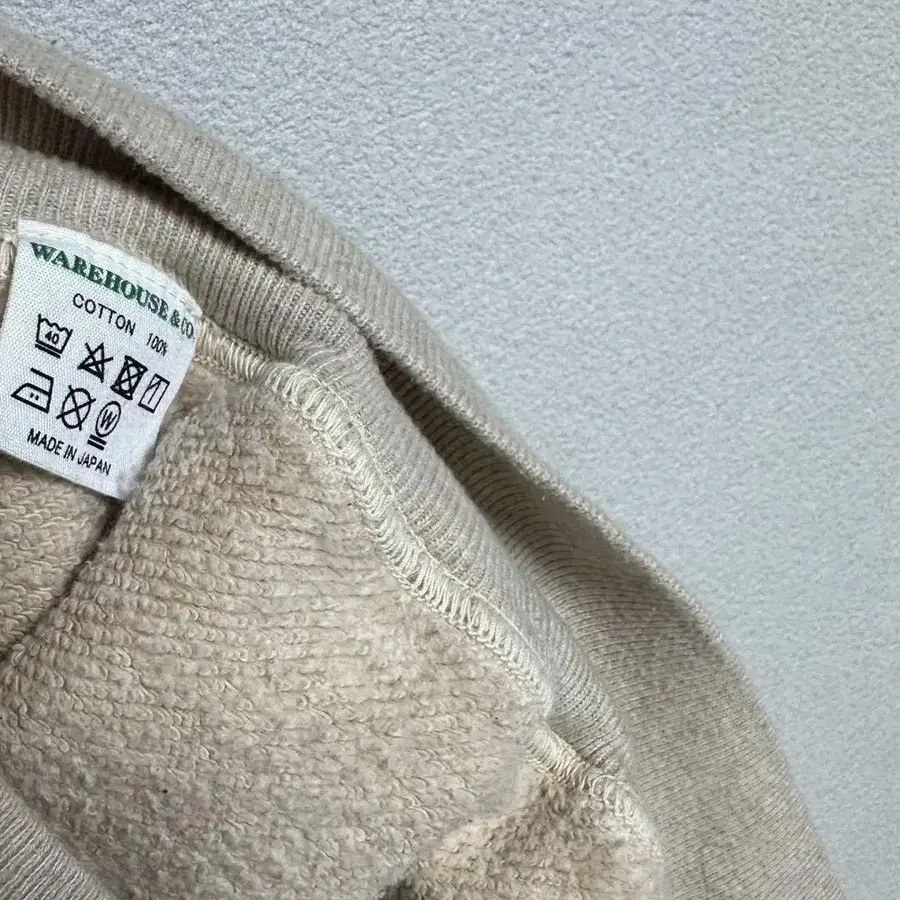 WAREHOUSE & CO.
COTTON 100%
40
W
MADE IN JAPAN